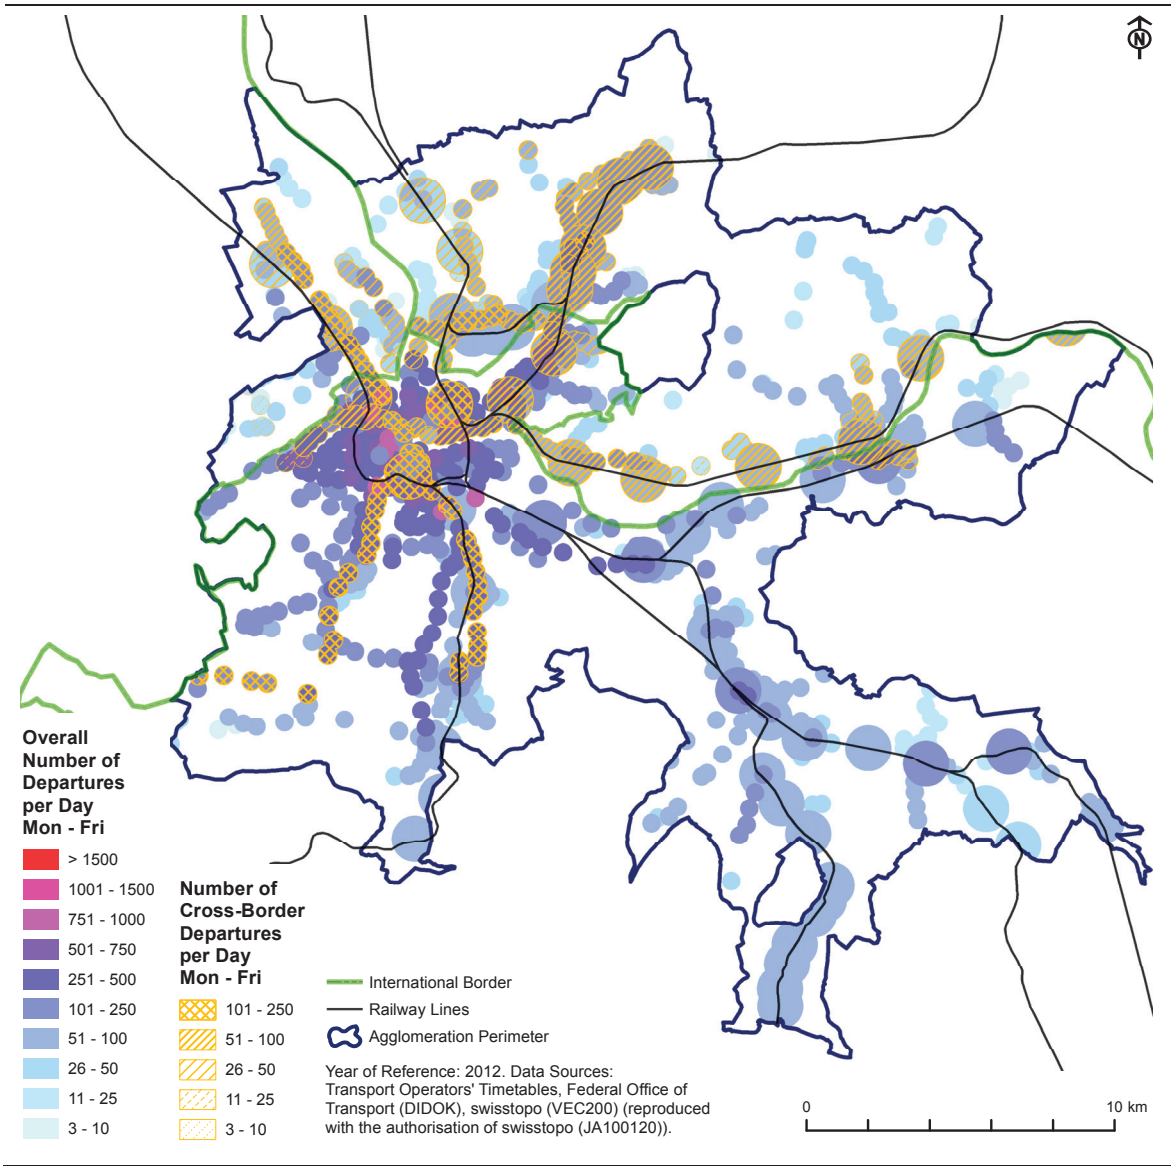 N
Overall
Number of
Departures
per Day
Mon - Fri
> 1500
1001 - 1500
751 - 1000
501 - 750
251 - 500
101 - 250
51 - 100
26 - 50
11 - 25
3 - 10
Number of
Cross-Border
Departures
per Day
Mon - Fri
101 - 250
51 - 100
26 - 50
11 - 25
3 - 10
International Border
Railway Lines
Agglomeration Perimeter
Year of Reference: 2012. Data Sources:
Transport Operators' Timetables, Federal Office of
Transport (DIDOK), swisstopo (VEC200) (reproduced
with the authorisation of swisstopo (JA100120)).
0 10 km